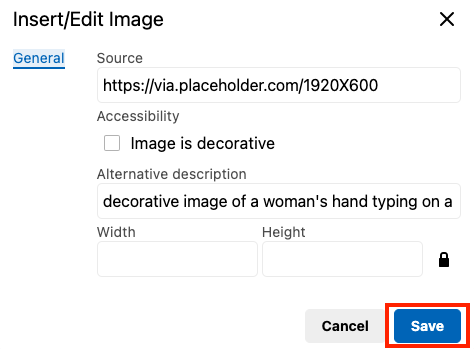 Insert/Edit Image
General
Source
https://via.placeholder.com/1920X600
Accessibility
Image is decorative
Alternative description
decorative image of a woman's hand typing on a
Width Height
Cancel Save